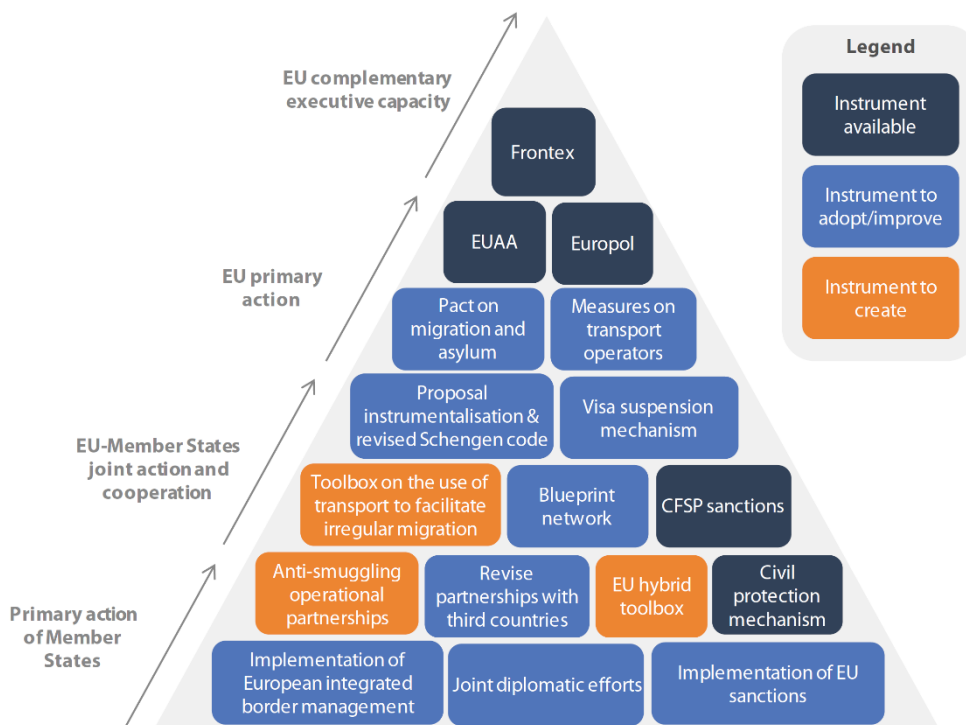 EU complementary
executive capacity
Legend
Instrument
available
Frontex
Instrument to
adopt/improve
EUAA
Europol
EU primary
action
Instrument to
create
Pact on
migration and
asylum
Measures on
transport
operators
Proposal
instrumentalisation &
revised Schengen code
Visa suspension
mechanism
EU-Member States
joint action and
cooperation
Toolbox on the use of
transport to facilitate
irregular migration
Blueprint
network
CFSP sanctions
Primary action
of Member
States
Anti-smuggling
operational
partnerships
Revise
partnerships with
third countries
EU hybrid
toolbox
Civil
protection
mechanism
Implementation of
European integrated
border management
Joint diplomatic efforts
Implementation of EU
sanctions